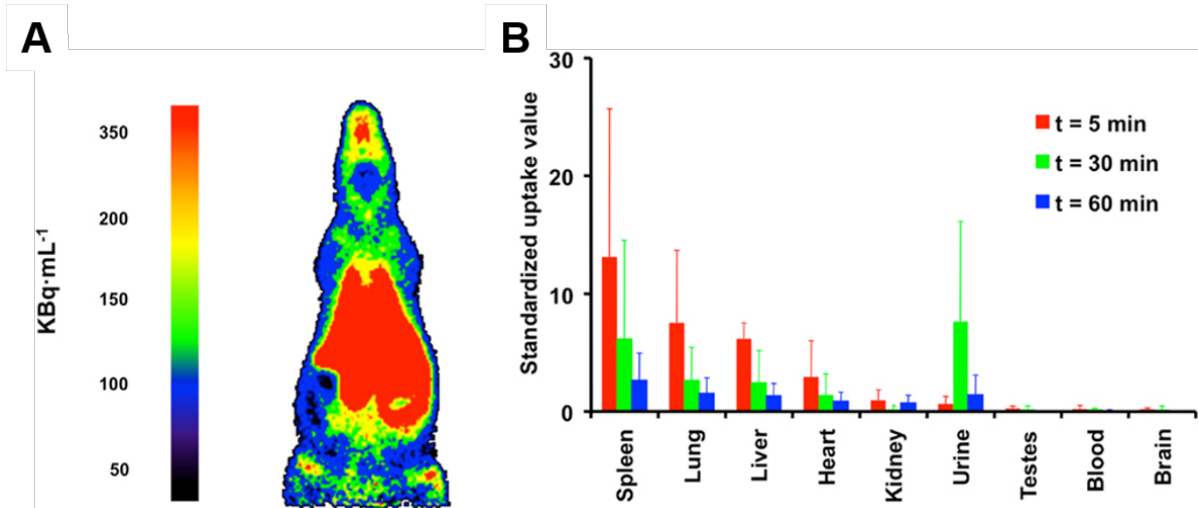 A
B
350
200
150
100
50
KBq·mL-1
Standardized uptake value
30
20
10
0
t = 5 min
t = 30 min
t = 60 min
Spleen
Lung
Liver
Heart
Kidney
Urine
Testes
Blood
Brain